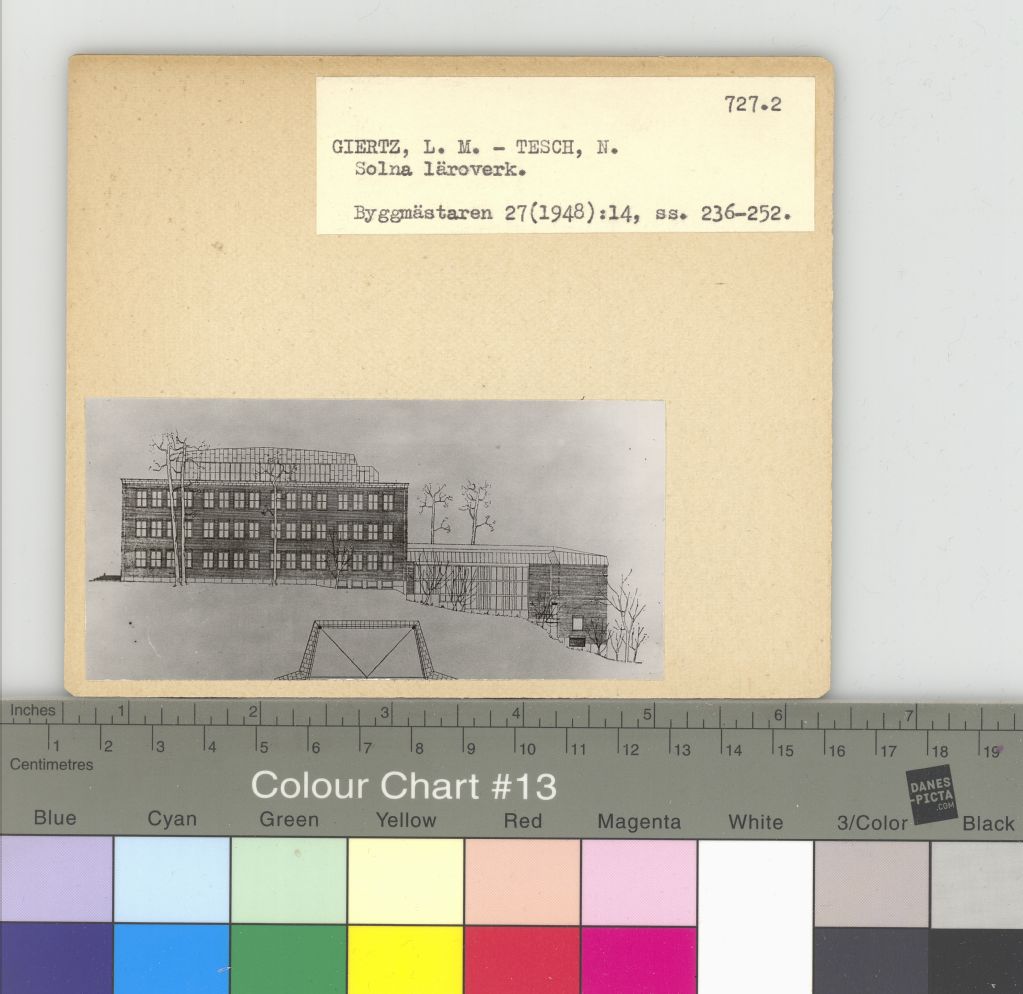 727.2
GIERTZ, L. M. - TESCH, N.
Solna läroverk.
Byggmästaren 27(1948):14, ss. 236-252.
Inches 1 2 3 4 5 6 7
1 2 3 4 5 6 7 8 9 10 11 12 13 14 15 16 17 18 19
Centimetres
Colour Chart #13
DANES
-PICTA
.COM
Blue Cyan Green Yellow Red Magenta White 3/Color Black